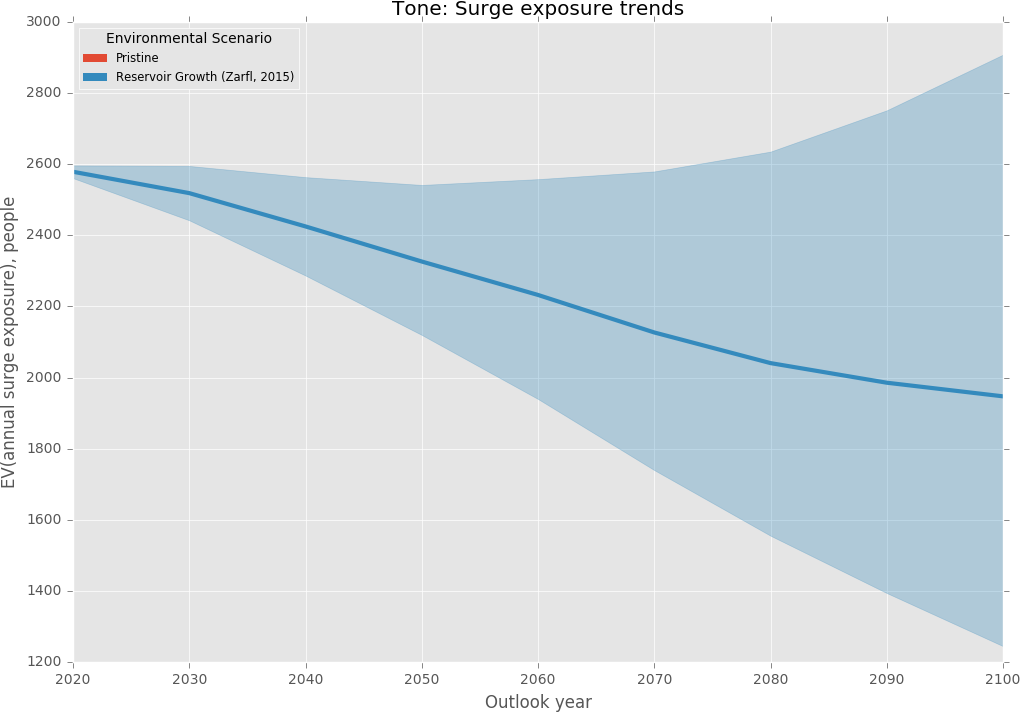 Tone: Surge exposure trends
Environmental Scenario
Pristine
Reservoir Growth (Zarfl, 2015)
EV(annual surge exposure), people
3000
2800
2600
2400
2200
2000
1800
1600
1400
1200
2020 2030 2040 2050 2060 2070 2080 2090 2100
Outlook year